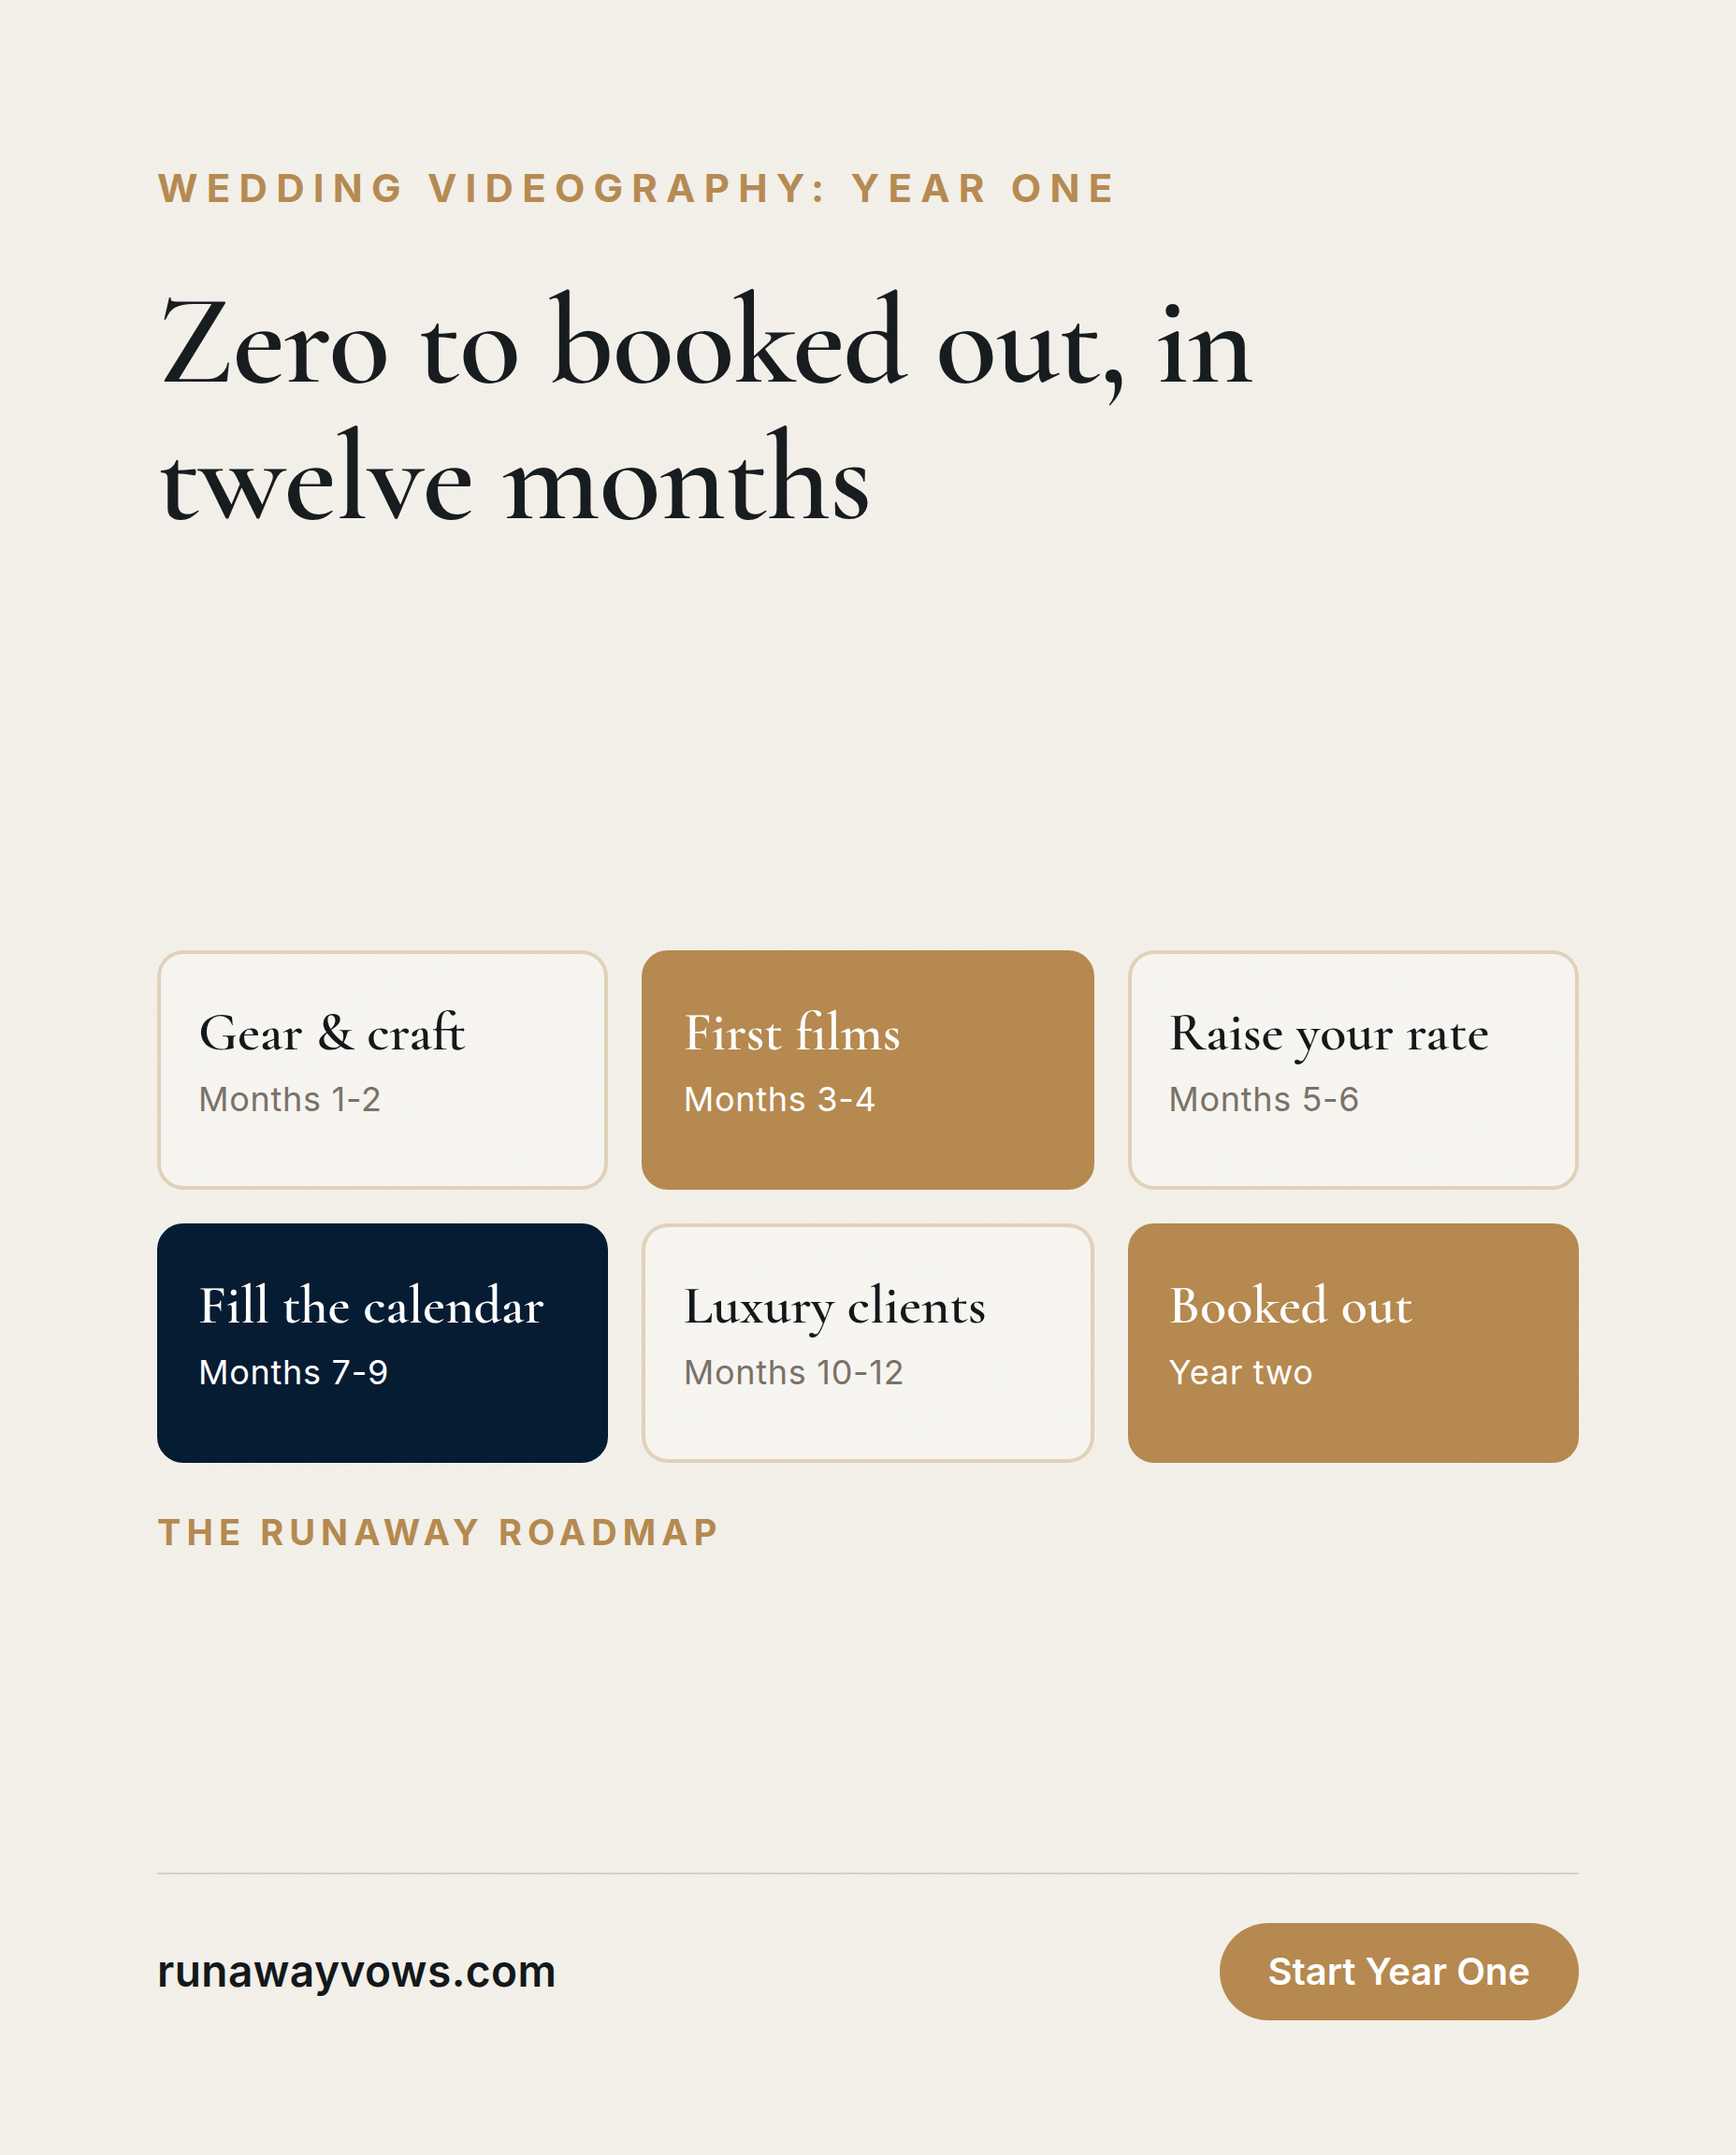 WEDDING VIDEOGRAPHY: YEAR ONE
Zero to booked out, in
twelve months
Gear & craft
Months 1-2
First films
Months 3-4
Raise your rate
Months 5-6
Fill the calendar
Months 7-9
Luxury clients
Months 10-12
Booked out
Year two
THE RUNAWAY ROADMAP
runawayvows.com
Start Year One